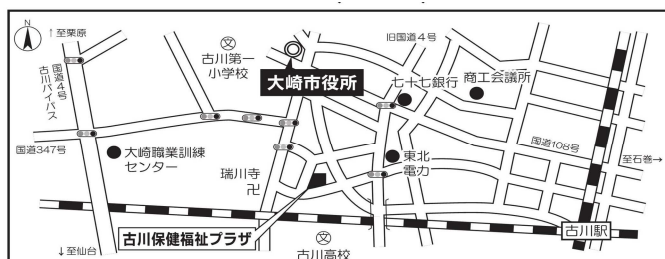 N
↑至栗原
国道4号
古川バイパス
文
古川第一
小学校
大崎市役所
旧国道4号
七十七銀行
商工会議所
国道347号
大崎職業訓練
センター
瑞川寺
卍
東北
電力
国道108号
至石巻→
古川保健福祉プラザ
文
古川高校
古川駅
↓至仙台